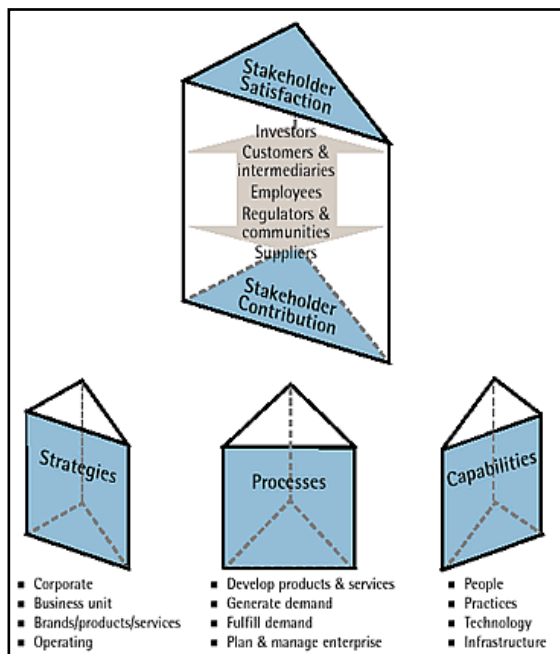 Stakeholder
Satisfaction
Investors
Customers &
intermediaries
Employees
Regulators &
communities
Suppliers
Stakeholder
Contribution
Strategies
Processes
Capabilities
■ Corporate
■ Business unit
■ Brands/products/services
■ Operating
■ Develop products & services
■ Generate demand
■ Fulfill demand
■ Plan & manage enterprise
■ People
■ Practices
■ Technology
■ Infrastructure